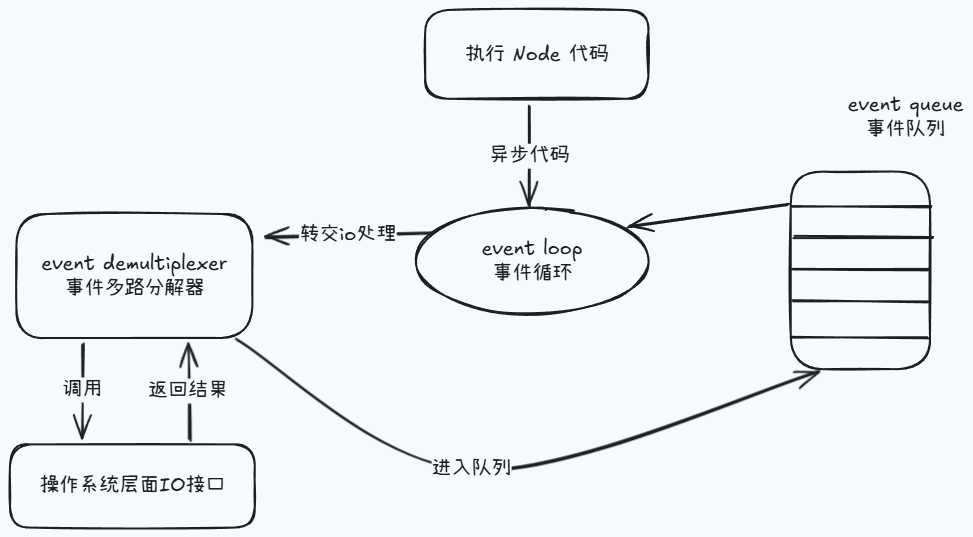 执行 Node 代码
event queue
事件队列
异步代码
转交io处理
event loop
事件循环
event demultiplexer
事件多路分解器
调用
返回结果
进入队列
操作系统层面IO接口